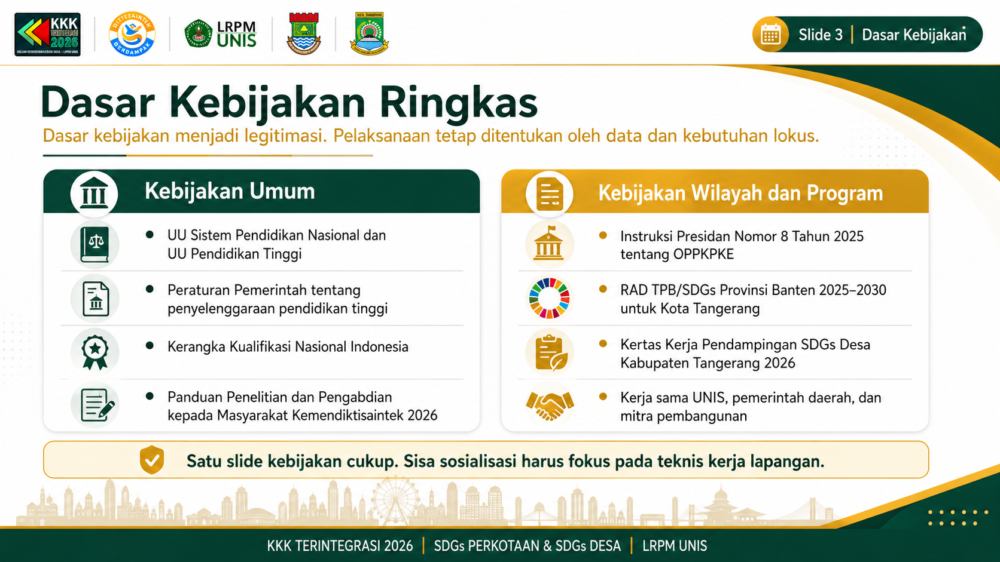 KKK
TERINTEGRASI
2026
LRPM
UNIS
KOTA TANGERANG
Slide 3 | Dasar Kebijakan
Dasar Kebijakan Ringkas
Dasar kebijakan menjadi legitimasi. Pelaksanaan tetap ditentukan oleh data dan kebutuhan lokus.
Kebijakan Umum
• UU Sistem Pendidikan Nasional dan
UU Pendidikan Tinggi
• Peraturan Pemerintah tentang
penyelenggaraan pendidikan tinggi
• Kerangka Kualifikasi Nasional Indonesia
• Panduan Penelitian dan Pengabdian
kepada Masyarakat Kemendiktisaintek 2026
Kebijakan Wilayah dan Program
• Instruksi Presidan Nomor 8 Tahun 2025
tentang OPPKPKE
• RAD TPB/SDGs Provinsi Banten 2025–2030
untuk Kota Tangerang
• Kertas Kerja Pendampingan SDGs Desa
Kabupaten Tangerang 2026
• Kerja sama UNIS, pemerintah daerah, dan
mitra pembangunan
Satu slide kebijakan cukup. Sisa sosialisasi harus fokus pada teknis kerja lapangan.
KKK TERINTEGRASI 2026 | SDGs PERKOTAAN & SDGs DESA | LRPM UNIS